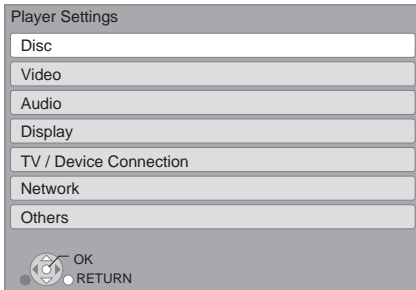 Player Settings
Disc
Video
Audio
Display
TV / Device Connection
Network
Others
OK
RETURN